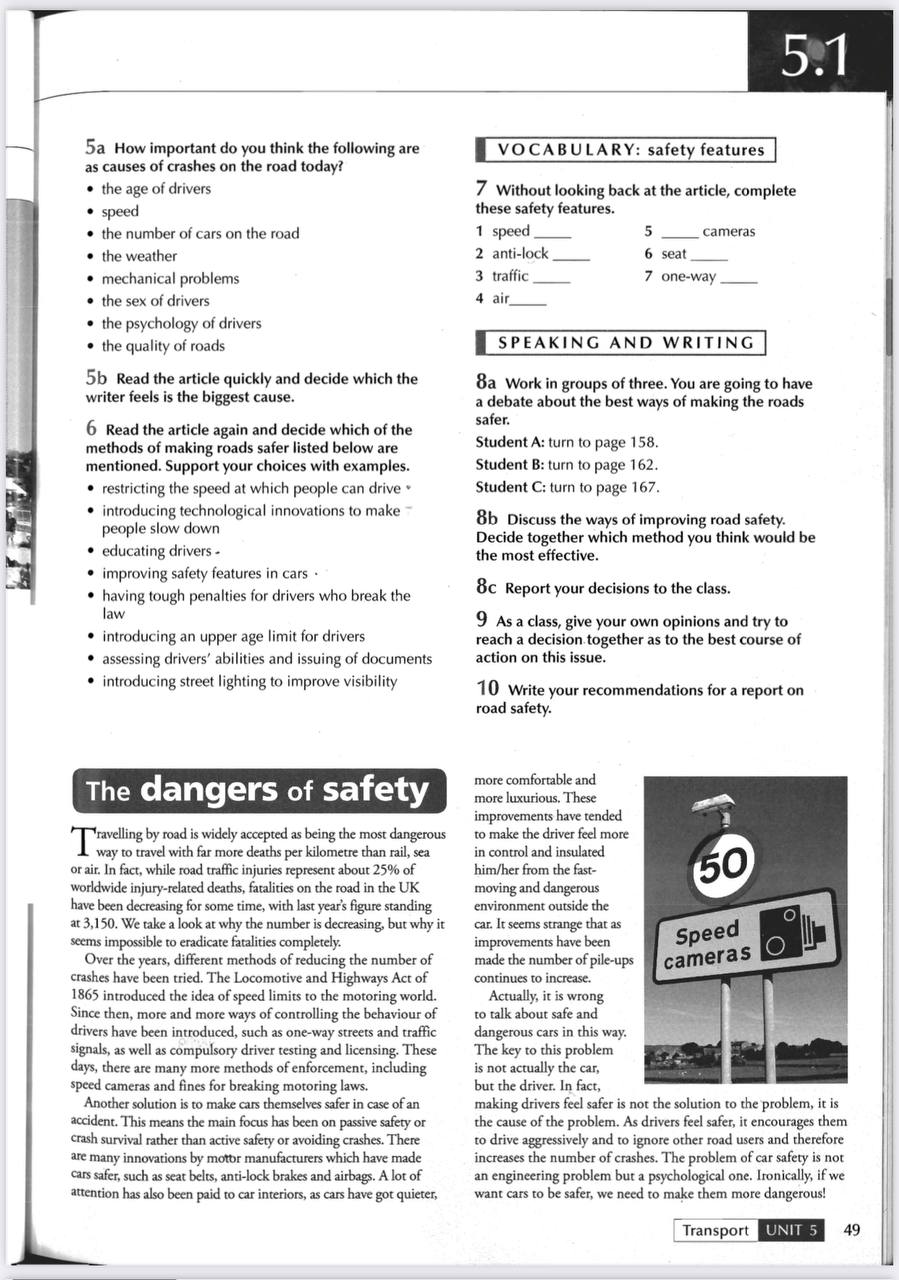 5.1
5a How important do you think the following are
as causes of crashes on the road today?
• the age of drivers
• speed
• the number of cars on the road
• the weather
• mechanical problems
• the sex of drivers
• the psychology of drivers
• the quality of roads
5b Read the article quickly and decide which the
writer feels is the biggest cause.
6 Read the article again and decide which of the
methods of making roads safer listed below are
mentioned. Support your choices with examples.
• restricting the speed at which people can drive
• introducing technological innovations to make
people slow down
• educating drivers
• improving safety features in cars
• having tough penalties for drivers who break the
law
• introducing an upper age limit for drivers
• assessing drivers' abilities and issuing of documents
• introducing street lighting to improve visibility
VOCABULARY: safety features
7 Without looking back at the article, complete
these safety features.
1 speed _____
2 anti-lock _____
3 traffic _____
4 air_____
5 _____ cameras
6 seat _____
7 one-way _____
SPEAKING AND WRITING
8a Work in groups of three. You are going to have
a debate about the best ways of making the roads
safer.
Student A: turn to page 158.
Student B: turn to page 162.
Student C: turn to page 167.
8b Discuss the ways of improving road safety.
Decide together which method you think would be
the most effective.
8c Report your decisions to the class.
9 As a class, give your own opinions and try to
reach a decision together as to the best course of
action on this issue.
10 Write your recommendations for a report on
road safety.
The dangers of safety
Travelling by road is widely accepted as being the most dangerous
way to travel with far more deaths per kilometre than rail, sea
or air. In fact, while road traffic injuries represent about 25% of
worldwide injury-related deaths, fatalities on the road in the UK
have been decreasing for some time, with last year's figure standing
at 3,150. We take a look at why the number is decreasing, but why it
seems impossible to eradicate fatalities completely.
Over the years, different methods of reducing the number of
crashes have been tried. The Locomotive and Highways Act of
1865 introduced the idea of speed limits to the motoring world.
Since then, more and more ways of controlling the behaviour of
drivers have been introduced, such as one-way streets and traffic
signals, as well as compulsory driver testing and licensing. These
days, there are many more methods of enforcement, including
speed cameras and fines for breaking motoring laws.
Another solution is to make cars themselves safer in case of an
accident. This means the main focus has been on passive safety or
crash survival rather than active safety or avoiding crashes. There
are many innovations by motor manufacturers which have made
cars safer, such as seat belts, anti-lock brakes and airbags. A lot of
attention has also been paid to car interiors, as cars have got quieter,
more comfortable and
more luxurious. These
improvements have tended
to make the driver feel more
in control and insulated
him/her from the fast-
moving and dangerous
environment outside the
car. It seems strange that as
improvements have been
made the number of pile-ups
continues to increase.
Actually, it is wrong
to talk about safe and
dangerous cars in this way.
The key to this problem
is not actually the car,
but the driver. In fact,
making drivers feel safer is not the solution to the problem, it is
the cause of the problem. As drivers feel safer, it encourages them
to drive aggressively and to ignore other road users and therefore
increases the number of crashes. The problem of car safety is not
an engineering problem but a psychological one. Ironically, if we
want cars to be safer, we need to make them more dangerous!
50
Speed
cameras
Transport UNIT 5 49